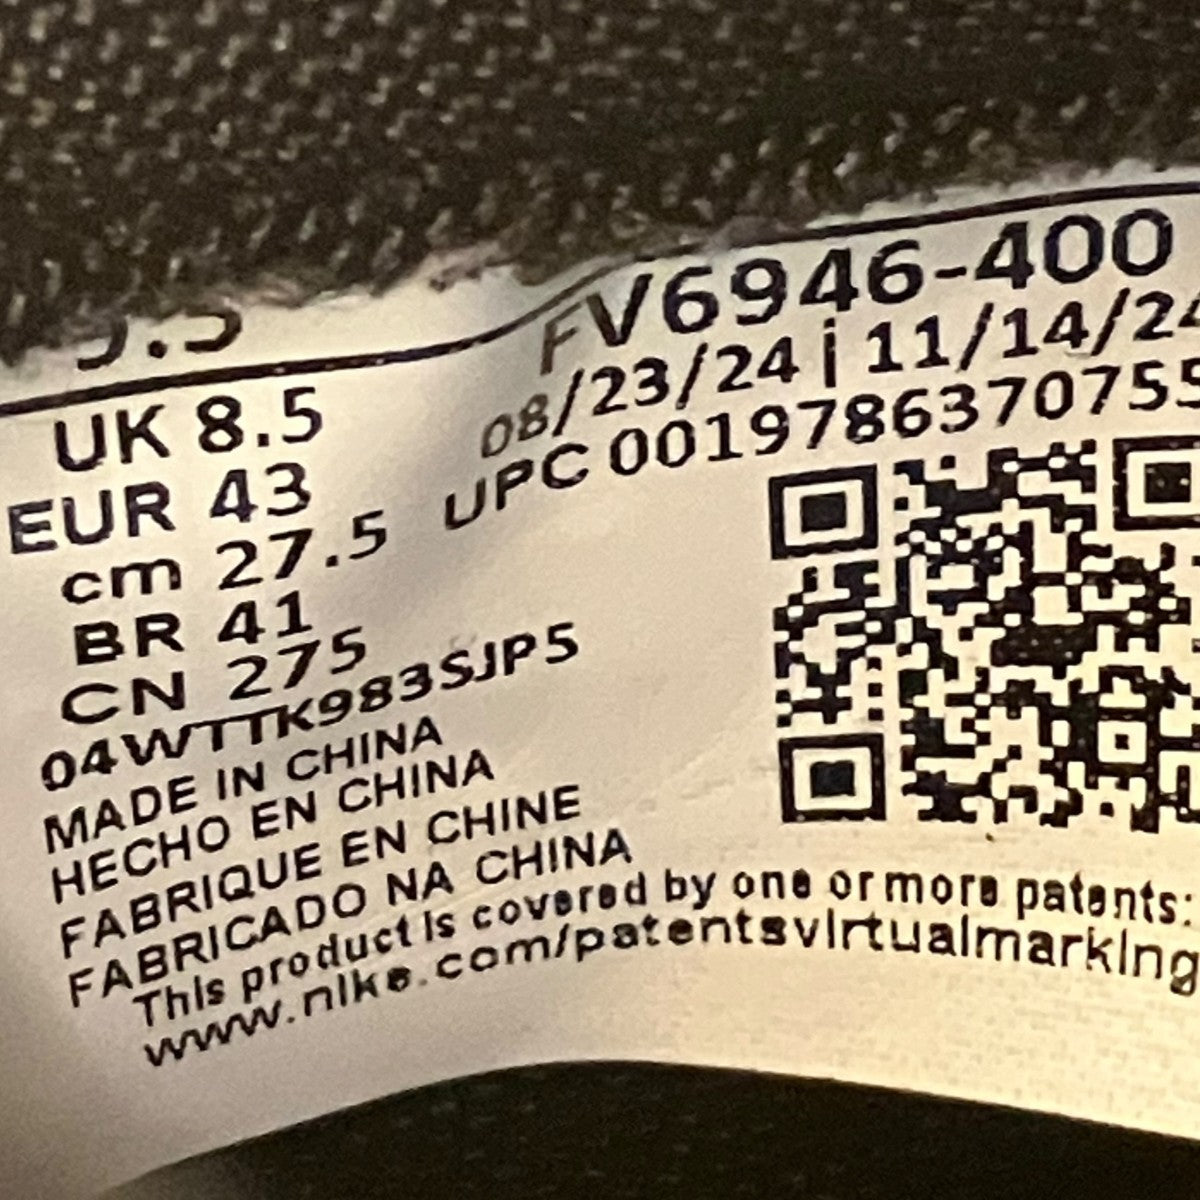 UK 8.5
EUR 43
cm 27.5
BR 41
CN 275
04WTTK983SJP5
MADE IN CHINA
HECHO EN CHINA
FABRIQUE EN CHINE
FABRICADO NA CHINA
This product is covered by one or more patents:
www.nike.com/patentsvirtualmarking
FV6946-400
08/23/24 | 11/14/24
UPC 0019786370755